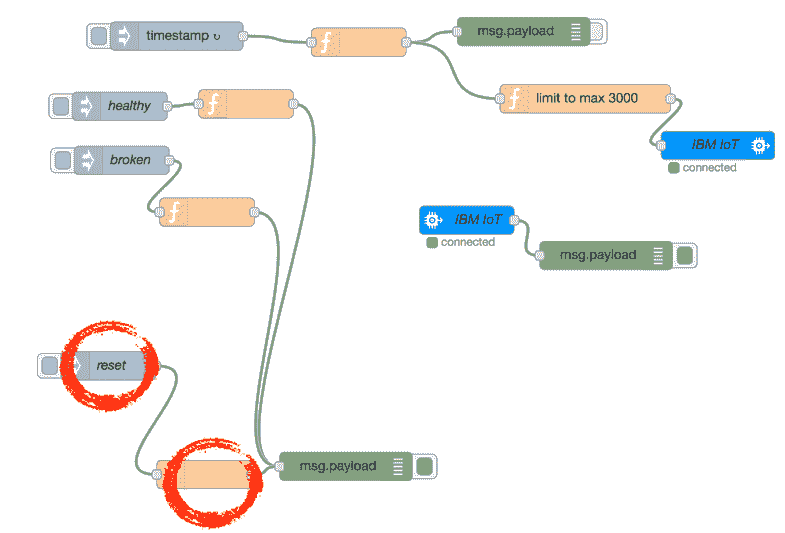 timestamp ↻
msg.payload
limit to max 3000
healthy
IBM IoT
connected
broken
IBM IoT
connected
msg.payload
reset
msg.payload